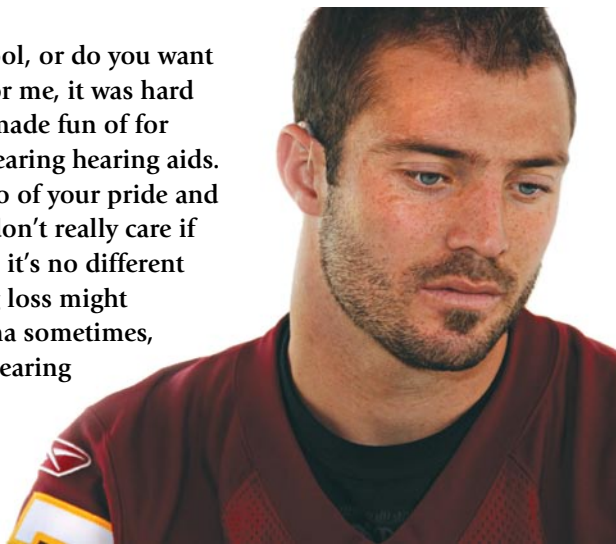 ol, or do you want
or me, it was hard
made fun of for
earing hearing aids.
o of your pride and
don’t really care if
it’s no different
g loss might
na sometimes,
earing